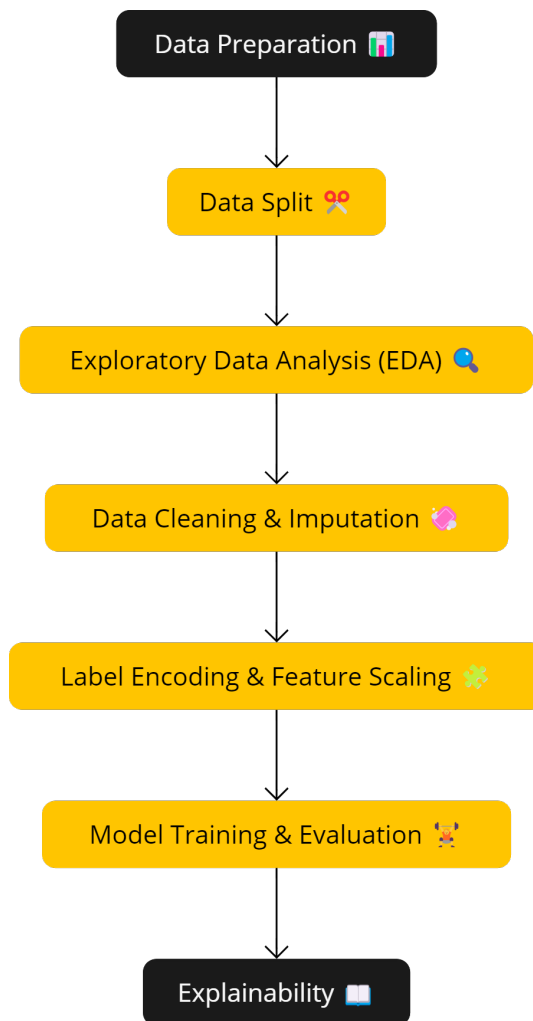 Data Preparation 📊
Data Split ✂️
Exploratory Data Analysis (EDA) 🔍
Data Cleaning & Imputation 🧼
Label Encoding & Feature Scaling 🧩
Model Training & Evaluation 🏋️
Explainability 📖